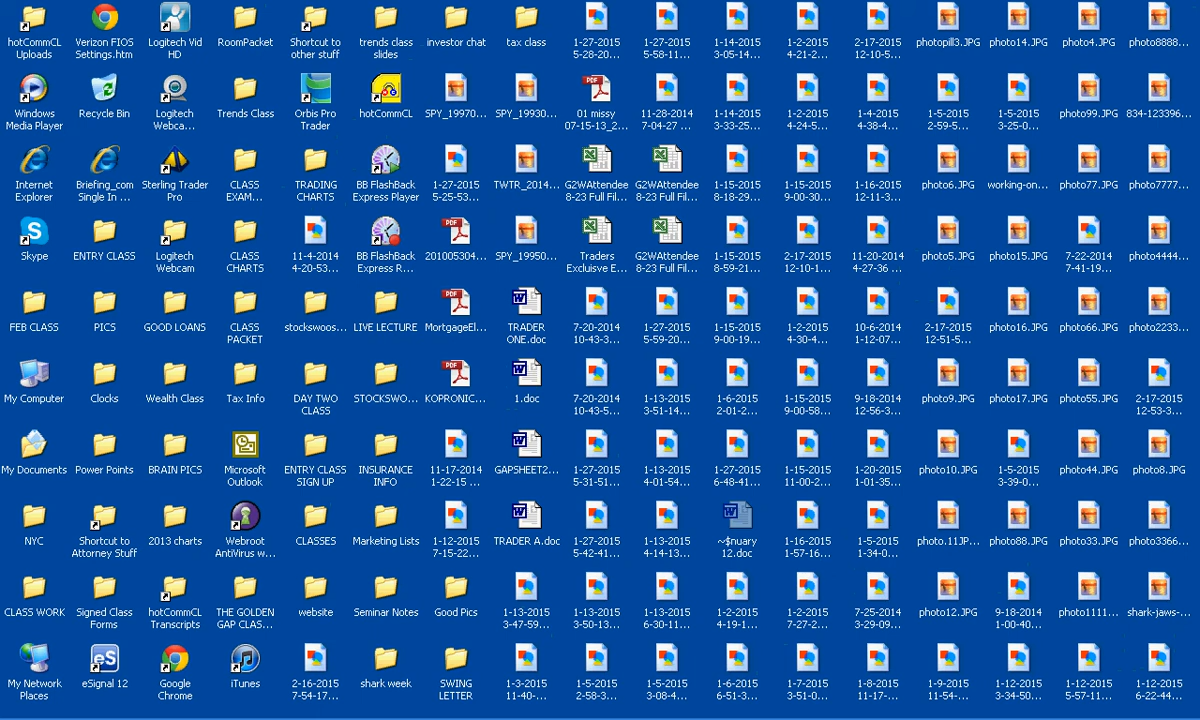 hotCommCL Verizon FIOS Logitech Vid RoomPacket Shortcut to trends class investor chat tax class 1-27-2015 1-27-2015 1-14-2015 1-2-2015 2-17-2015 photopill3.JPG photo14.JPG photo4.JPG photo8888...
Uploads Settings.htm HD other stuff slides 5-28-20... 5-58-11... 3-05-14... 4-21-2... 12-10-5...
Windows Recycle Bin Logitech Trends Class Orbis Pro hotCommCL SPY_19970... SPY_19930... 01 missy 11-28-2014 1-14-2015 1-2-2015 1-4-2015 1-5-2015 1-5-2015 photo99.JPG 834-123396...
Media Player Webca... Trader 07-15-13_2... 7-04-27 ... 3-33-25... 4-24-5... 4-38-4... 2-59-5... 3-25-0...
Internet Briefing_com Sterling Trader CLASS TRADING BB FlashBack 1-27-2015 TWTR_2014... G2WAttendee G2WAttendee 1-15-2015 1-15-2015 1-16-2015 photo6.JPG working-on... photo77.JPG photo7777...
Explorer Single In ... Pro EXAM... CHARTS Express Player 5-25-53... 8-23 Full Fil... 8-23 Full Fil... 8-18-29... 9-00-30... 12-11-3...
Skype ENTRY CLASS Logitech CLASS 11-4-2014 BB FlashBack 201005304... SPY_19950... Traders G2WAttendee 1-15-2015 2-17-2015 11-20-2014 photo5.JPG photo15.JPG 7-22-2014 photo4444...
Webcam CHARTS 4-20-53... Express R... Exclusive E... 8-23 Full Fil... 8-59-21... 12-10-1... 4-27-36 ... 7-41-19...
FEB CLASS PICS GOOD LOANS CLASS stockswoos... LIVE LECTURE MortgageEl... TRADER 7-20-2014 1-27-2015 1-15-2015 1-2-2015 10-6-2014 2-17-2015 photo16.JPG photo66.JPG photo2233...
PACKET ONE.doc 10-43-3... 5-59-20... 9-00-19... 4-30-4... 1-12-07... 12-51-5...
My Computer Clocks Wealth Class Tax Info DAY TWO STOCKSWO... KOPRONIC... 1.doc 7-20-2014 1-13-2015 1-6-2015 1-15-2015 9-18-2014 photo9.JPG photo17.JPG photo55.JPG 2-17-2015
CLASS 10-43-5... 3-51-14... 2-01-2... 9-00-58... 12-56-3... 12-53-3...
My Documents Power Points BRAIN PICS Microsoft ENTRY CLASS INSURANCE 11-17-2014 GAPSHEET2... 1-27-2015 1-13-2015 1-27-2015 1-15-2015 1-20-2015 photo10.JPG 1-5-2015 photo44.JPG photo8.JPG
Outlook SIGN UP INFO 1-22-15 ... 5-31-51... 4-01-54... 6-48-41... 11-00-2... 1-01-35... 3-39-0...
NYC Shortcut to 2013 charts Webroot CLASSES Marketing Lists 1-12-2015 TRADER A.doc 1-27-2015 1-13-2015 ~$nuary 1-16-2015 1-5-2015 photo.11JP... photo88.JPG photo33.JPG photo3366...
Attorney Stuff AntiVirus w... 7-15-22... 5-42-41... 4-14-13... 12.doc 1-57-16... 1-34-0...
CLASS WORK Signed Class hotCommCL THE GOLDEN website Seminar Notes Good Pics 1-13-2015 1-13-2015 1-13-2015 1-2-2015 1-2-2015 7-25-2014 photo12.JPG 9-18-2014 photo1111... shark-jaws-...
Forms Transcripts GAP CLAS... 3-47-59... 3-50-13... 6-30-11... 4-19-1... 7-27-2... 3-29-09... 1-00-40...
My Network eSignal 12 Google iTunes 2-16-2015 shark week SWING 1-3-2015 1-5-2015 1-5-2015 1-6-2015 1-7-2015 1-8-2015 1-9-2015 1-12-2015 1-12-2015 1-12-2015
Places Chrome 7-54-17... LETTER 11-40-... 2-58-3... 3-08-4... 6-51-3... 3-51-0... 11-17-... 11-54-... 3-34-50... 5-57-11... 6-22-44...